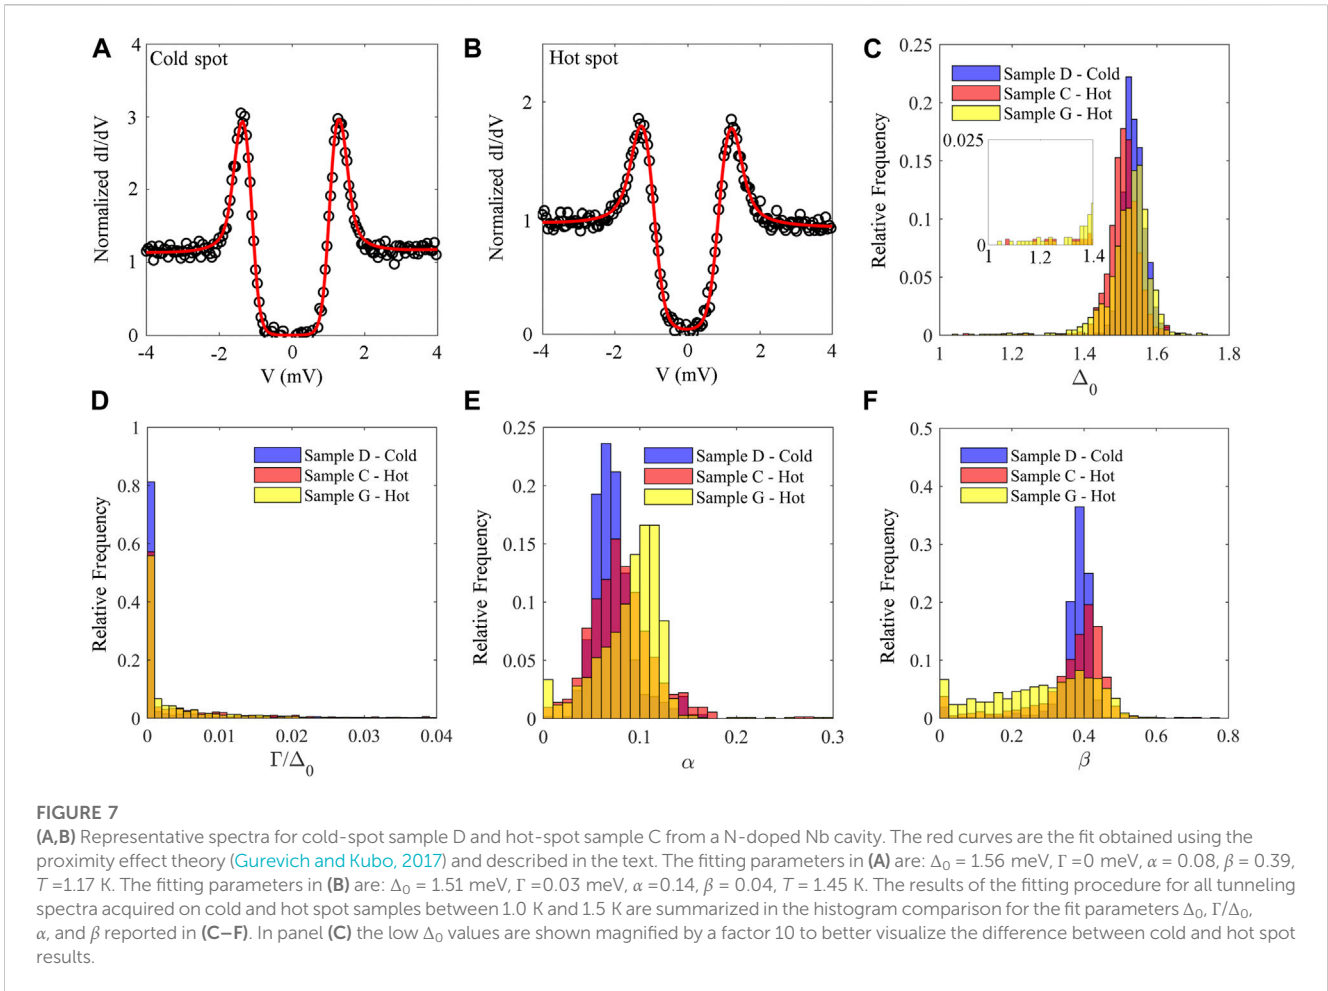 A
Cold spot
4
3
2
1
0
Normalized dI/dV
-4 -2 0 2 4
V (mV)
B
Hot spot
2
1
0
Normalized dI/dV
-4 -2 0 2 4
V (mV)
C
Sample D - Cold
Sample C - Hot
Sample G - Hot
0.25
0.2
0.15
0.1
0.05
0
Relative Frequency
0.025
0
1 1.2 1.4
1 1.2 1.4 1.6 1.8
Δ0
D
Sample D - Cold
Sample C - Hot
Sample G - Hot
1
0.8
0.6
0.4
0.2
0
Relative Frequency
0 0.01 0.02 0.03 0.04
Γ/Δ0
E
Sample D - Cold
Sample C - Hot
Sample G - Hot
0.25
0.2
0.15
0.1
0.05
0
Relative Frequency
0 0.1 0.2 0.3
α
F
Sample D - Cold
Sample C - Hot
Sample G - Hot
0.5
0.4
0.3
0.2
0.1
0
Relative Frequency
0 0.2 0.4 0.6 0.8
β
FIGURE 7
(A,B) Representative spectra for cold-spot sample D and hot-spot sample C from a N-doped Nb cavity. The red curves are the fit obtained using the
proximity effect theory (Gurevich and Kubo, 2017) and described in the text. The fitting parameters in (A) are: Δ0 = 1.56 meV, Γ =0 meV, α = 0.08, β = 0.39,
T =1.17 K. The fitting parameters in (B) are: Δ0 = 1.51 meV, Γ =0.03 meV, α =0.14, β = 0.04, T = 1.45 K. The results of the fitting procedure for all tunneling
spectra acquired on cold and hot spot samples between 1.0 K and 1.5 K are summarized in the histogram comparison for the fit parameters Δ0, Γ/Δ0,
α, and β reported in (C–F). In panel (C) the low Δ0 values are shown magnified by a factor 10 to better visualize the difference between cold and hot spot
results.